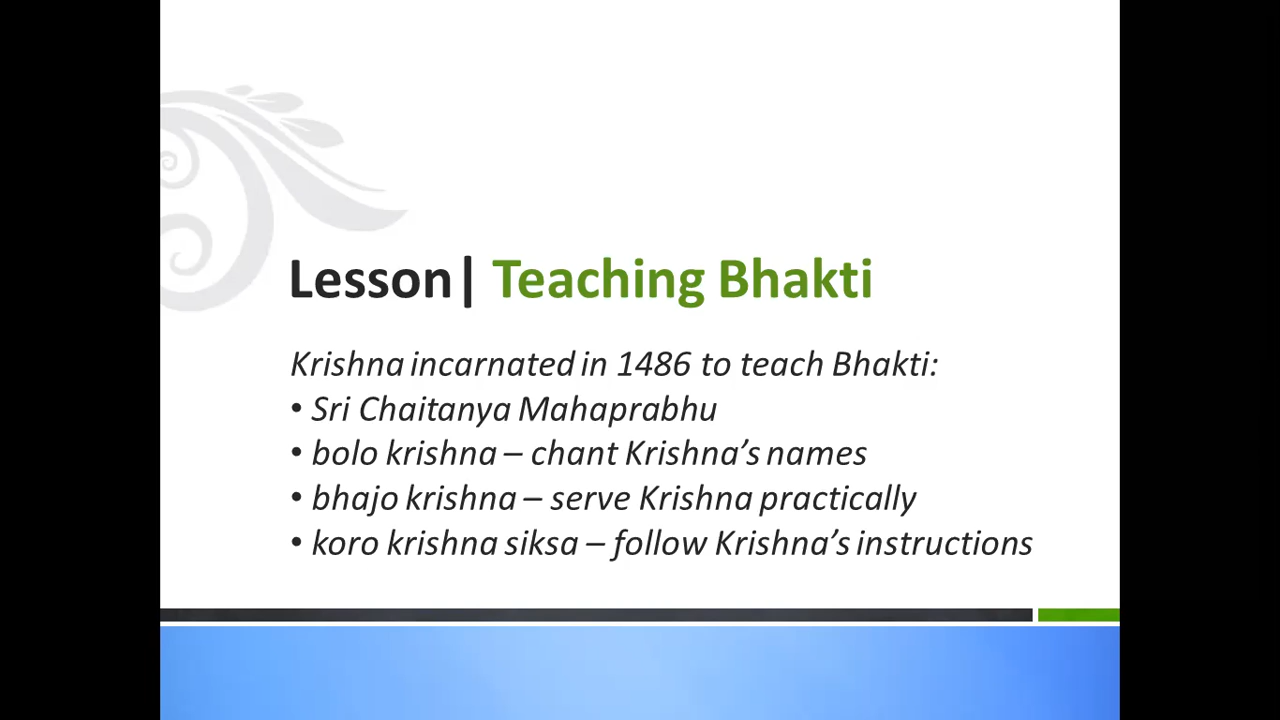 Lesson| Teaching Bhakti
Krishna incarnated in 1486 to teach Bhakti:
• Sri Chaitanya Mahaprabhu
• bolo krishna – chant Krishna’s names
• bhajo krishna – serve Krishna practically
• koro krishna siksa – follow Krishna’s instructions